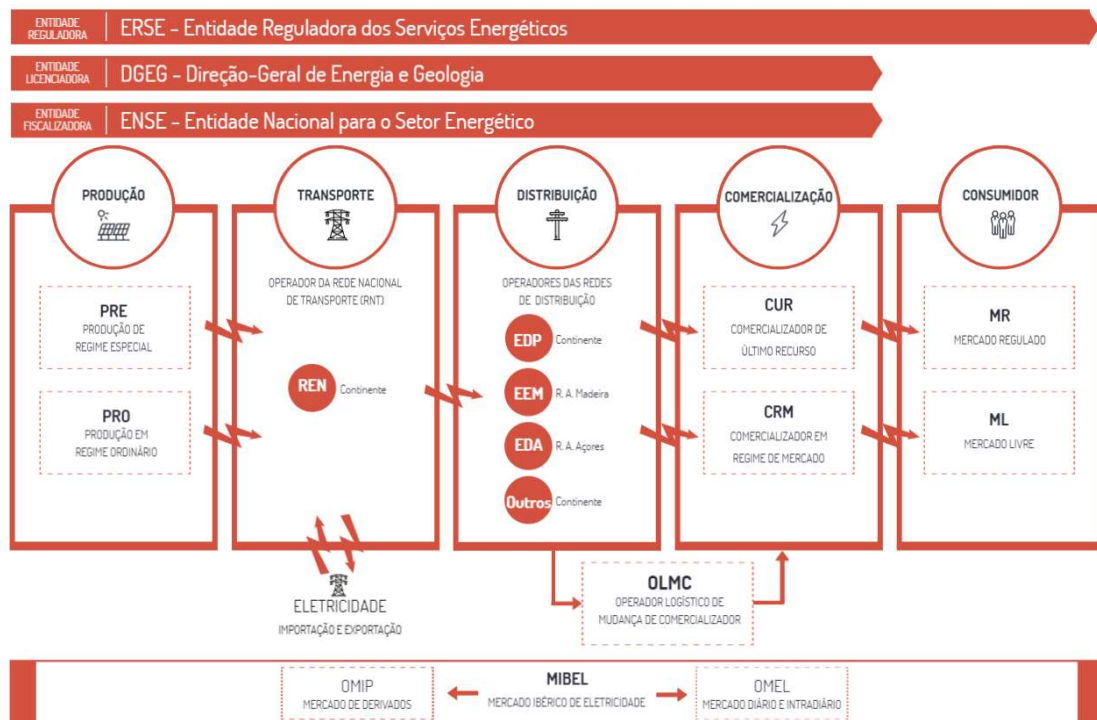 ENTIDADE
REGULADORA
ERSE – Entidade Reguladora dos Serviços Energéticos
ENTIDADE
LICENCIADORA
DGEG – Direção-Geral de Energia e Geologia
ENTIDADE
FISCALIZADORA
ENSE – Entidade Nacional para o Setor Energético
PRODUÇÃO
PRE
PRODUÇÃO DE
REGIME ESPECIAL
PRO
PRODUÇÃO EM
REGIME ORDINÁRIO
TRANSPORTE
OPERADOR DA REDE NACIONAL
DE TRANSPORTE (RNT)
REN Continente
ELETRICIDADE
IMPORTAÇÃO E EXPORTAÇÃO
DISTRIBUIÇÃO
OPERADORES DAS REDES
DE DISTRIBUIÇÃO
EDP Continente
EEM R. A. Madeira
EDA R. A. Açores
Outros Continente
COMERCIALIZAÇÃO
CUR
COMERCIALIZADOR DE
ÚLTIMO RECURSO
CRM
COMERCIALIZADOR EM
REGIME DE MERCADO
OLMC
OPERADOR LOGÍSTICO DE
MUDANÇA DE COMERCIALIZADOR
CONSUMIDOR
MR
MERCADO REGULADO
ML
MERCADO LIVRE
OMIP
MERCADO DE DERIVADOS
MIBEL
MERCADO IBÉRICO DE ELETRICIDADE
OMEL
MERCADO DIÁRIO E INTRADIÁRIO